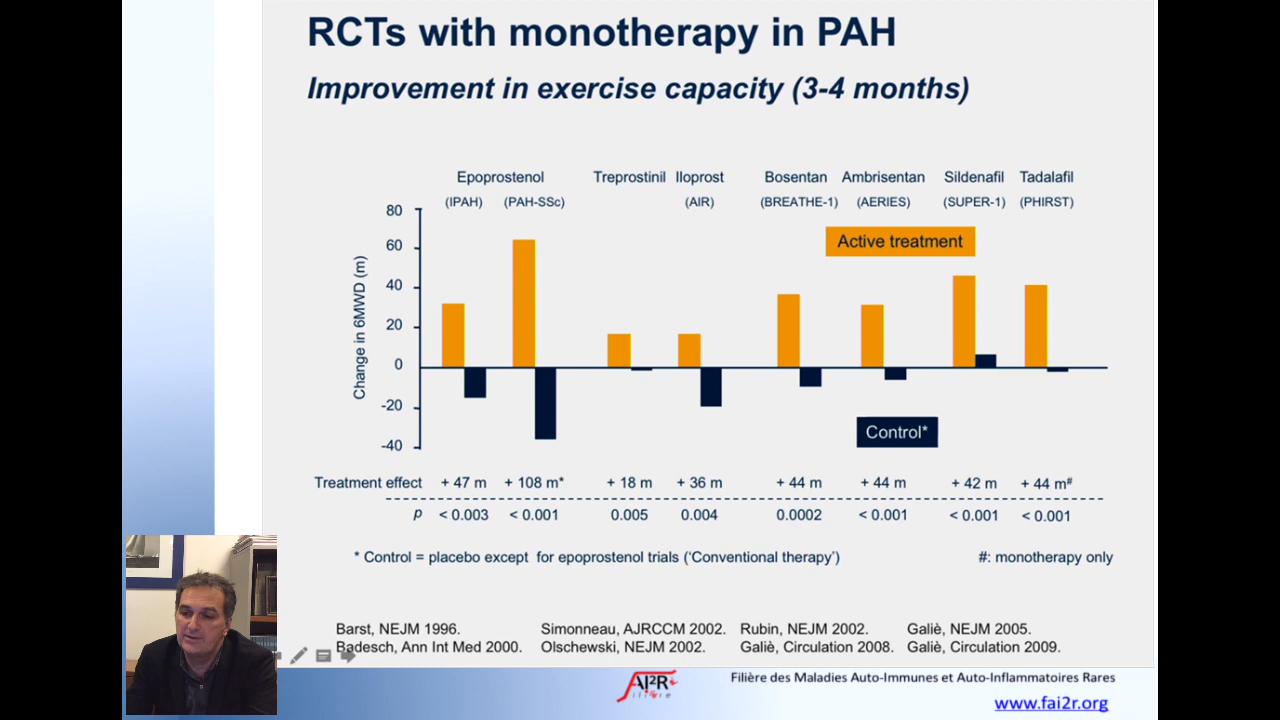 RCTs with monotherapy in PAH
Improvement in exercise capacity (3-4 months)
Epoprostenol Treprostinil Iloprost Bosentan Ambrisentan Sildenafil Tadalafil
(IPAH) (PAH-SSc) (AIR) (BREATHE-1) (AERIES) (SUPER-1) (PHIRST)
Change in 6MWD (m)
80
60
40
20
0
-20
-40
Active treatment
Control*
Treatment effect + 47 m + 108 m* + 18 m + 36 m + 44 m + 44 m + 42 m + 44 m#
p < 0.003 < 0.001 0.005 0.004 0.0002 < 0.001 < 0.001 < 0.001
* Control = placebo except for epoprostenol trials (‘Conventional therapy’) #: monotherapy only
Barst, NEJM 1996. Simonneau, AJRCCM 2002. Rubin, NEJM 2002. Galiè, NEJM 2005.
Badesch, Ann Int Med 2000. Olschewski, NEJM 2002. Galiè, Circulation 2008. Galiè, Circulation 2009.
FAI2R
filière
Filière des Maladies Auto-Immunes et Auto-Inflammatoires Rares
www.fai2r.org